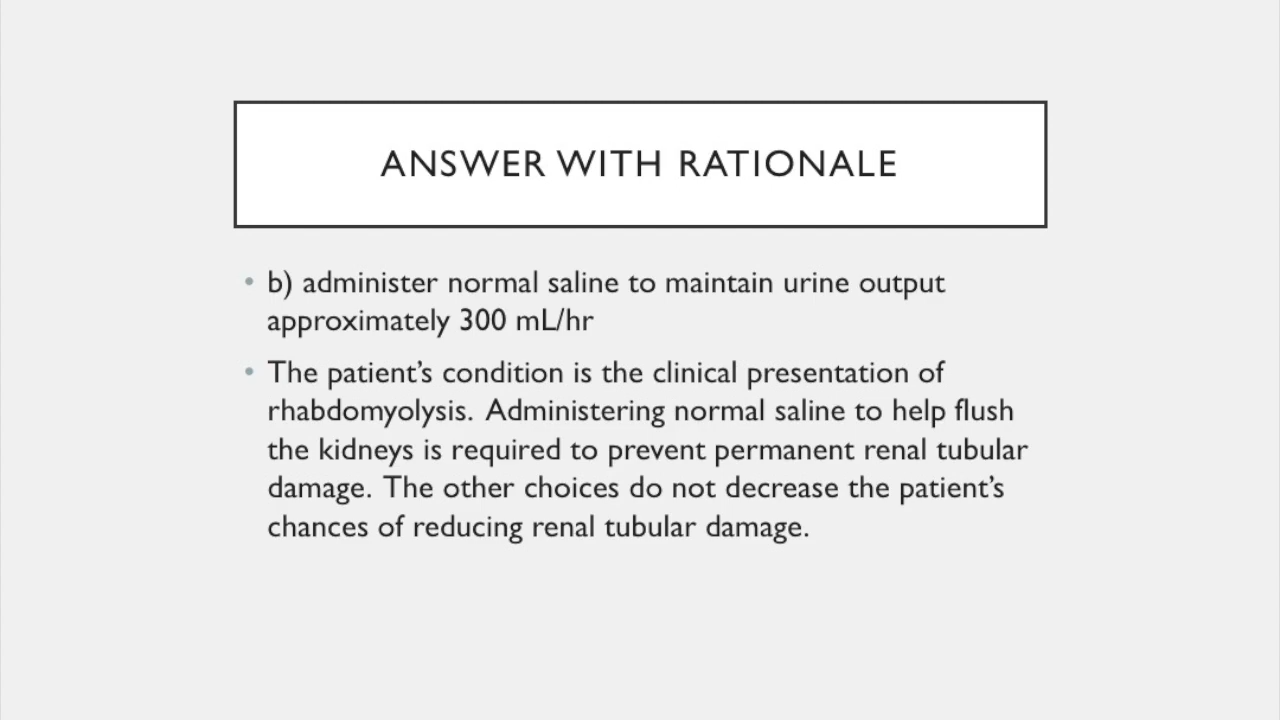 ANSWER WITH RATIONALE
• b) administer normal saline to maintain urine output
approximately 300 mL/hr
• The patient’s condition is the clinical presentation of
rhabdomyolysis. Administering normal saline to help flush
the kidneys is required to prevent permanent renal tubular
damage. The other choices do not decrease the patient’s
chances of reducing renal tubular damage.